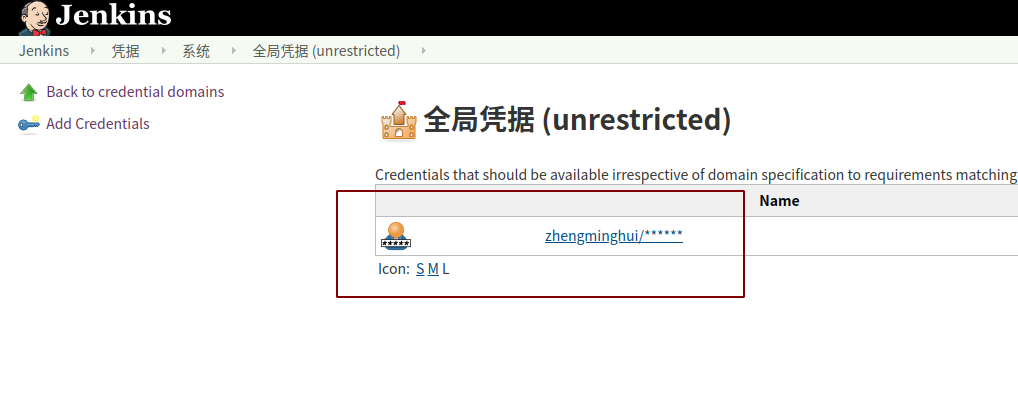 Jenkins
Jenkins 凭据 系统 全局凭据 (unrestricted)
Back to credential domains
Add Credentials
全局凭据 (unrestricted)
Credentials that should be available irrespective of domain specification to requirements matching
Name
*****
zhengminghui/******
Icon: S M L